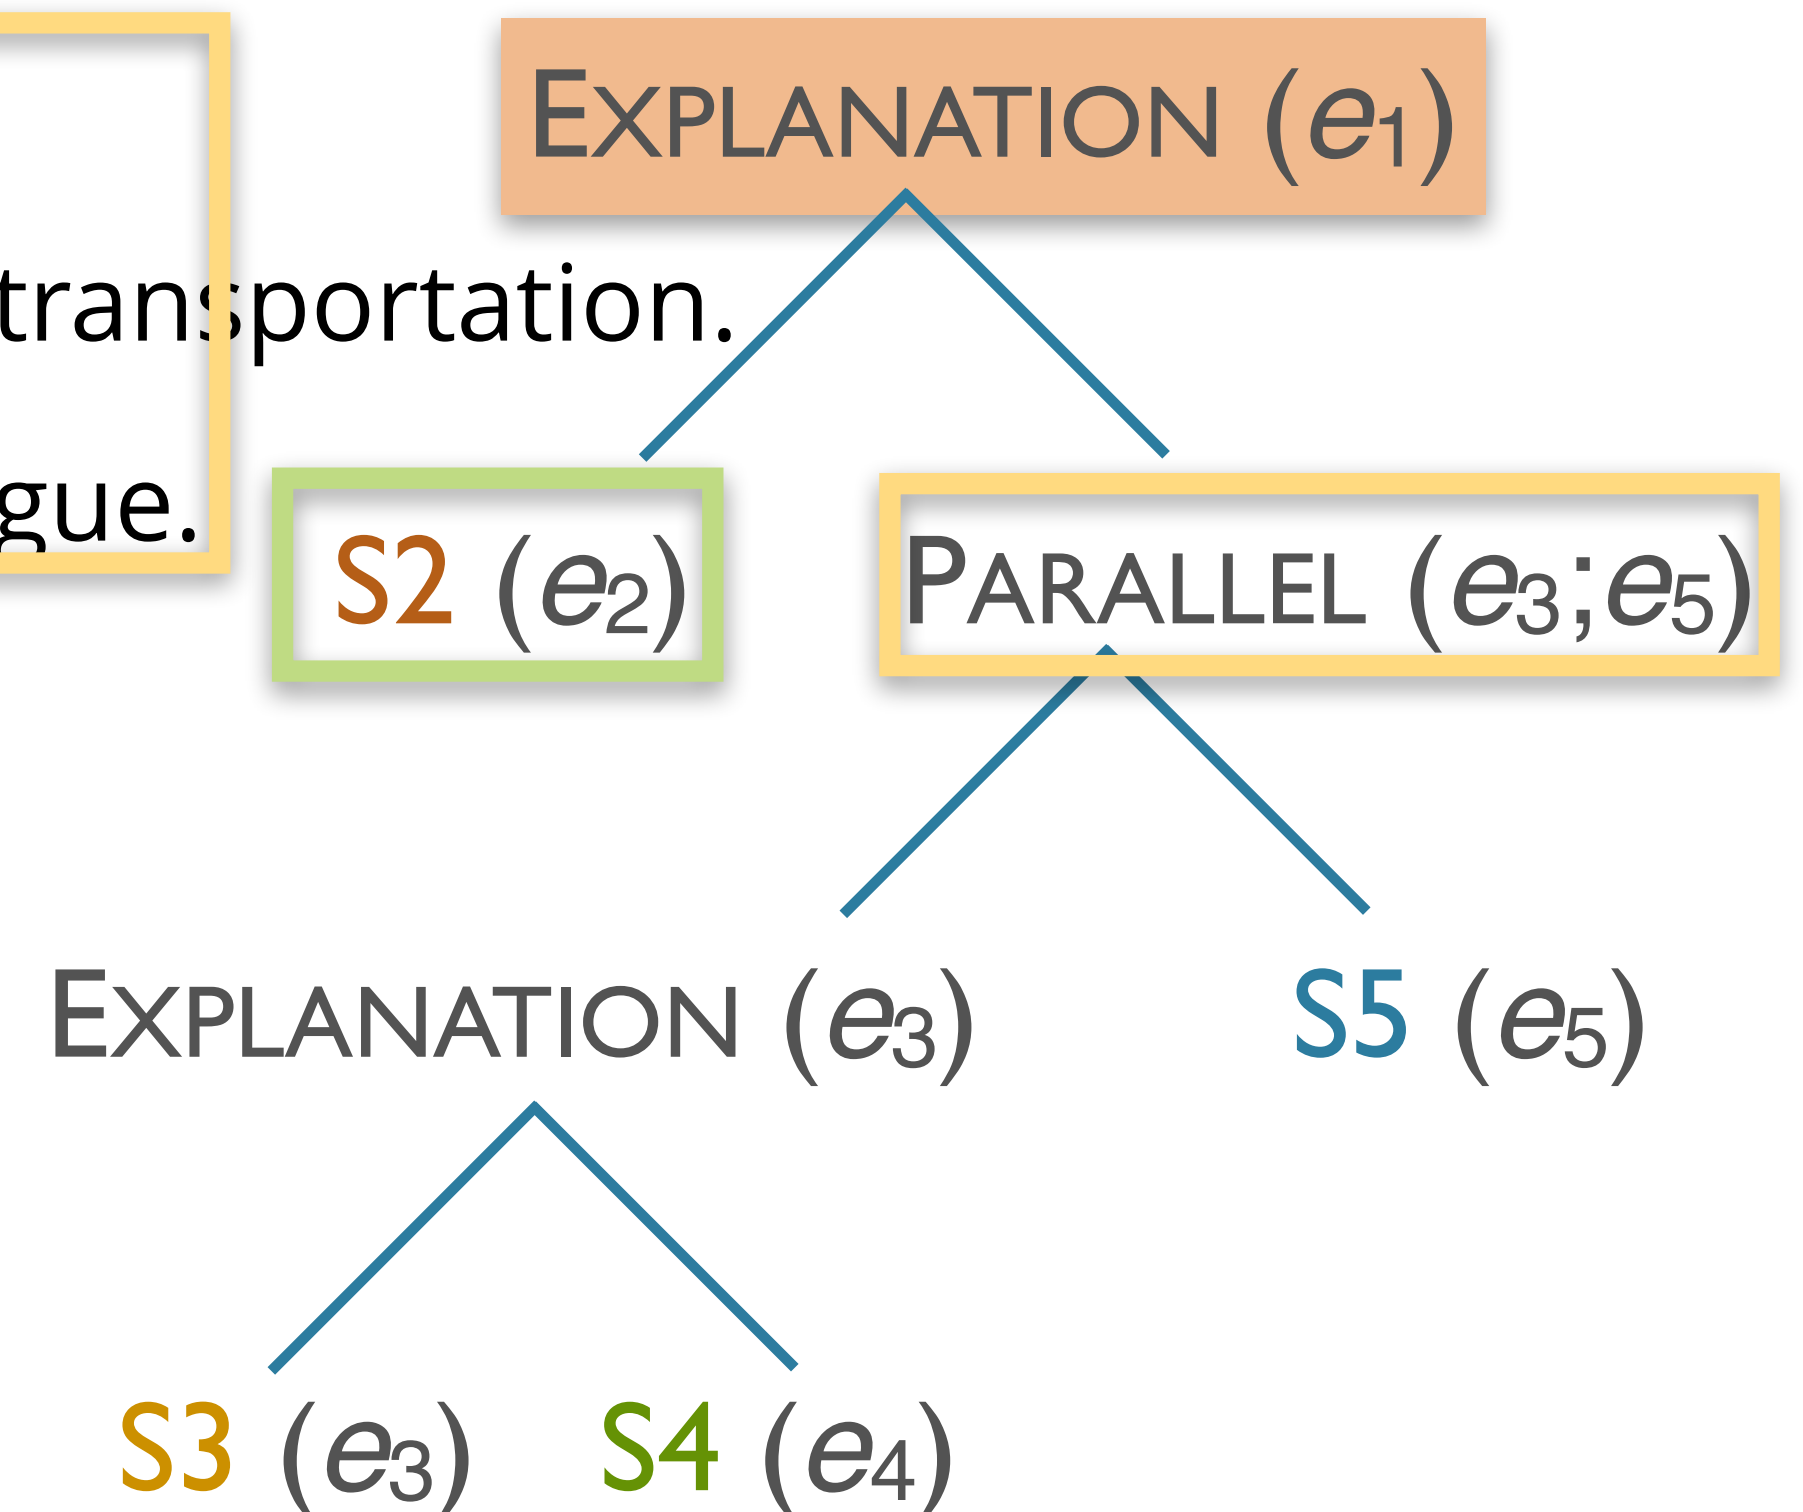 EXPLANATION (e1)
transportation.
gue.
S2 (e2)
PARALLEL (e3;e5)
EXPLANATION (e3)
S5 (e5)
S3 (e3)
S4 (e4)